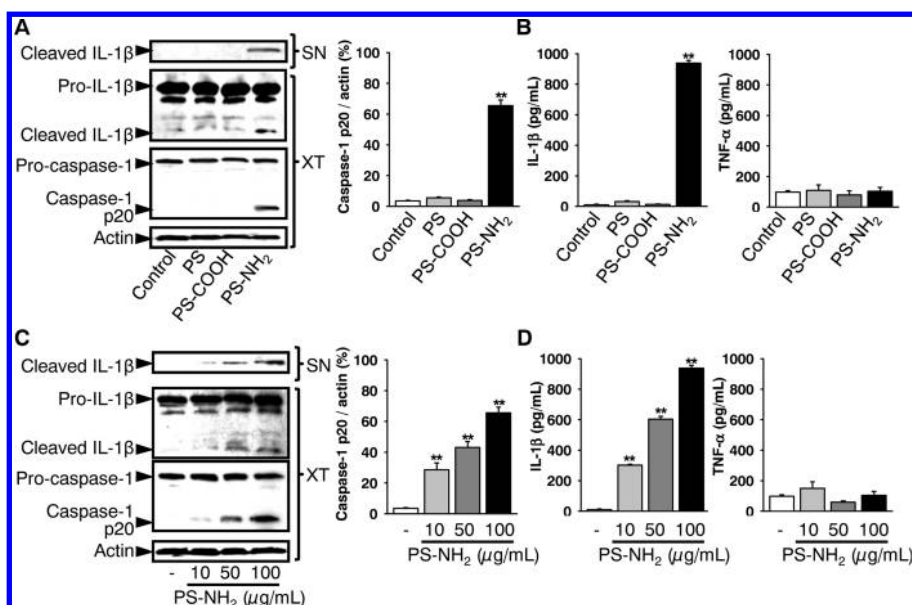 A
Cleaved IL-1β
SN
Pro-IL-1β
Cleaved IL-1β
Pro-caspase-1
XT
Caspase-1
p20
Actin
Control
PS
PS-COOH
PS-NH2
Caspase-1 p20 / actin (%)
100
80
60
40
20
0
**
Control
PS
PS-COOH
PS-NH2
B
IL-1β (pg/mL)
1000
800
600
400
200
0
**
Control
PS
PS-COOH
PS-NH2
TNF-α (pg/mL)
1000
800
600
400
200
0
Control
PS
PS-COOH
PS-NH2
C
Cleaved IL-1β
SN
Pro-IL-1β
Cleaved IL-1β
Pro-caspase-1
XT
Caspase-1
p20
Actin
- 10 50 100
PS-NH2 (μg/mL)
Caspase-1 p20 / actin (%)
100
80
60
40
20
0
** ** **
- 10 50 100
PS-NH2 (μg/mL)
D
IL-1β (pg/mL)
1000
800
600
400
200
0
** ** **
- 10 50 100
PS-NH2 (μg/mL)
TNF-α (pg/mL)
1000
800
600
400
200
0
- 10 50 100
PS-NH2 (μg/mL)